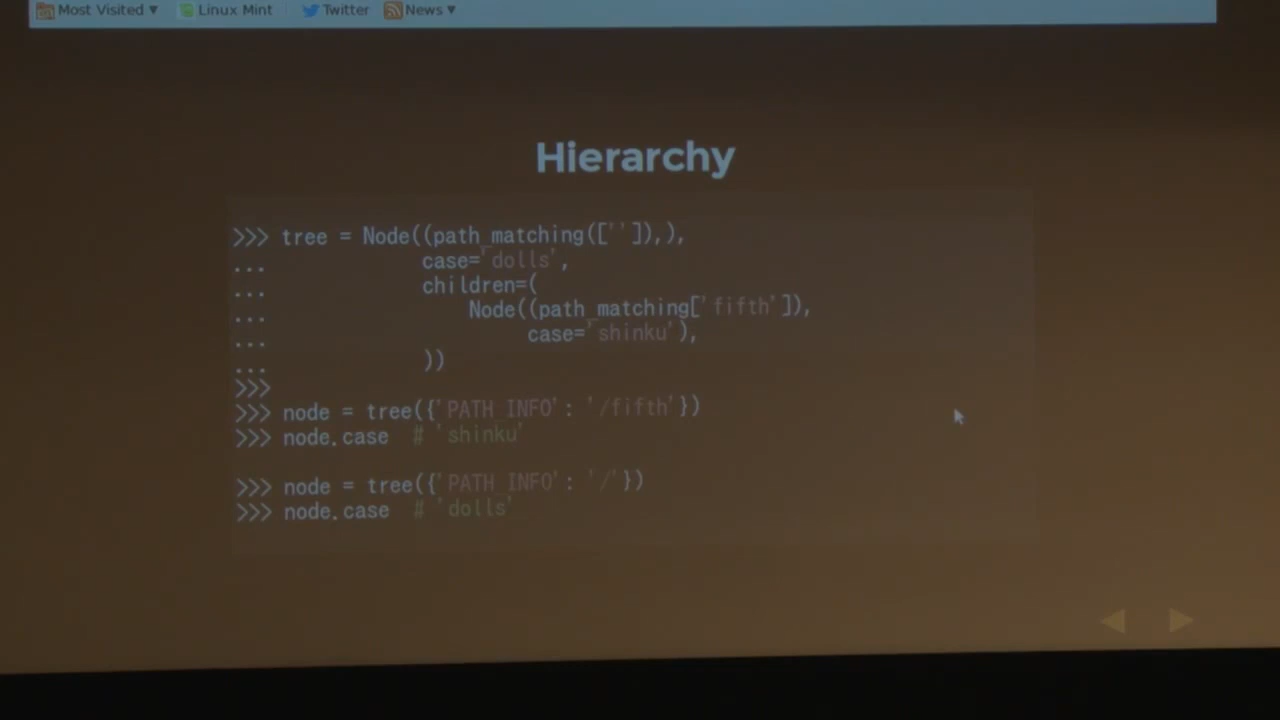 Most Visited ▼ Linux Mint Twitter News ▼
Hierarchy
>>> tree = Node((path_matching(['']),),
... case='dolls',
... children=(
... Node((path_matching['fifth']),
... case='shinku'),
... ))
>>>
>>> node = tree({'PATH_INFO': '/fifth'})
>>> node.case # 'shinku'
>>> node = tree({'PATH_INFO': '/'})
>>> node.case # 'dolls'